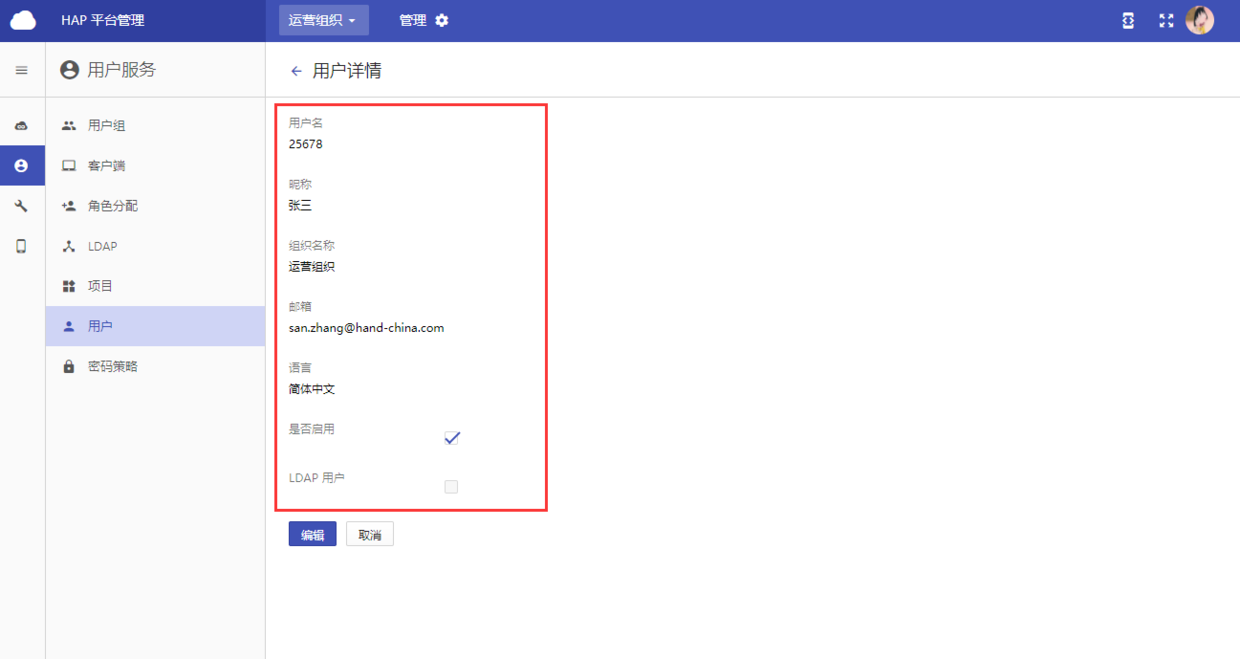 HAP 平台管理
运营组织
管理
用户服务
用户详情
用户组
客户端
角色分配
LDAP
项目
用户
密码策略
用户名
25678
昵称
张三
组织名称
运营组织
邮箱
san.zhang@hand-china.com
语言
简体中文
是否启用
LDAP 用户
编辑
取消